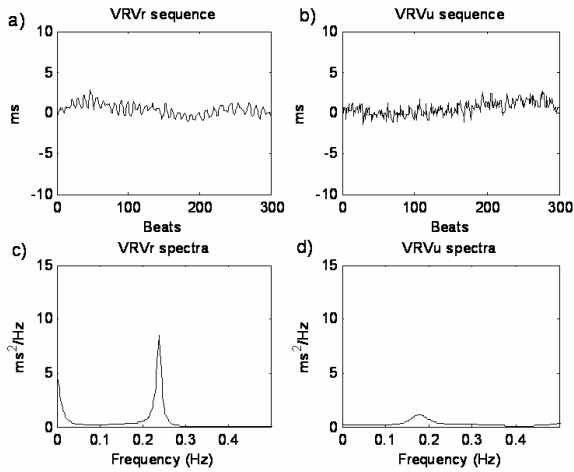 a)
VRVr sequence
10
5
0
-5
-10
ms
0
100
200
300
Beats
b)
VRVu sequence
10
5
0
-5
-10
ms
0
100
200
300
Beats
c)
VRVr spectra
15
10
5
0
ms²/Hz
0
0.1
0.2
0.3
0.4
Frequency (Hz)
d)
VRVu spectra
15
10
5
0
ms²/Hz
0
0.1
0.2
0.3
0.4
Frequency (Hz)